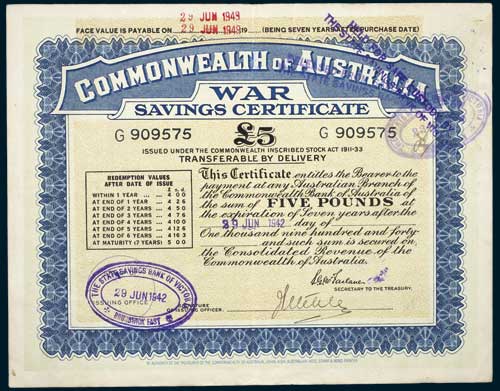 29 JUN 1949
FACE VALUE IS PAYABLE ON 29 JUN 1949 19 (BEING SEVEN YEARS AFTER PURCHASE DATE)
COMMONWEALTH OF AUSTRALIA
WAR
SAVINGS CERTIFICATE
G 909575 £5 G 909575
ISSUED UNDER THE COMMONWEALTH INSCRIBED STOCK ACT 1911-33
TRANSFERABLE BY DELIVERY
REDEMPTION VALUES
AFTER DATE OF ISSUE
£ s. d.
WITHIN 1 YEAR 4 0 0
AT END OF 1 YEAR 4 2 6
AT END OF 2 YEARS 4 5 0
AT END OF 3 YEARS 4 7 6
AT END OF 4 YEARS 4 10 0
AT END OF 5 YEARS 4 12 6
AT END OF 6 YEARS 4 16 3
AT MATURITY (7 YEARS) 5 0 0
This Certificate entitles the Bearer to the
payment at any Australian Branch of
the Commonwealth Bank of Australia of
the sum of FIVE POUNDS at
the expiration of Seven years after the
29 JUN 1942 day of
One thousand nine hundred and forty-
and such sum is secured on
the Consolidated Revenue of the
Commonwealth of Australia.
SECRETARY TO THE TREASURY.
THE STATE SAVINGS BANK OF VICTORIA
29 JUN 1942
ISSUING OFFICER
BRUNSWICK EAST
SIGNATURE
OFFICER